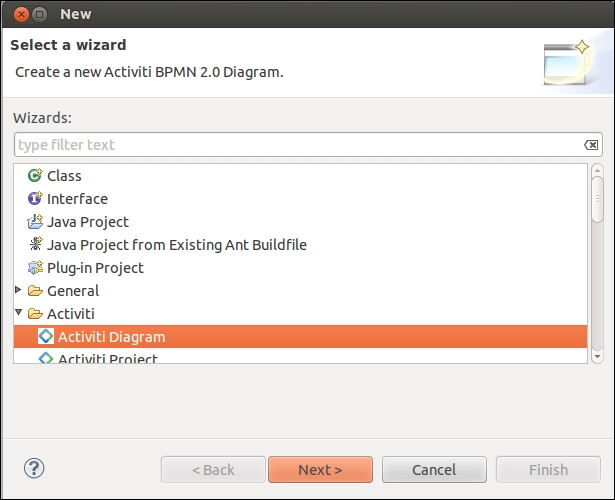 New
Select a wizard
Create a new Activiti BPMN 2.0 Diagram.
Wizards:
type filter text
Class
Interface
Java Project
Java Project from Existing Ant Buildfile
Plug-in Project
General
Activiti
Activiti Diagram
Activiti Project
< Back Next > Cancel Finish